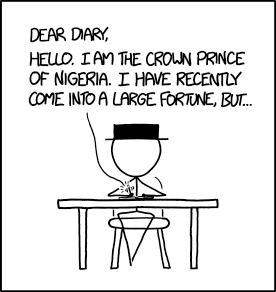 DEAR DIARY,
HELLO. I AM THE CROWN PRINCE
OF NIGERIA. I HAVE RECENTLY
COME INTO A LARGE FORTUNE, BUT...